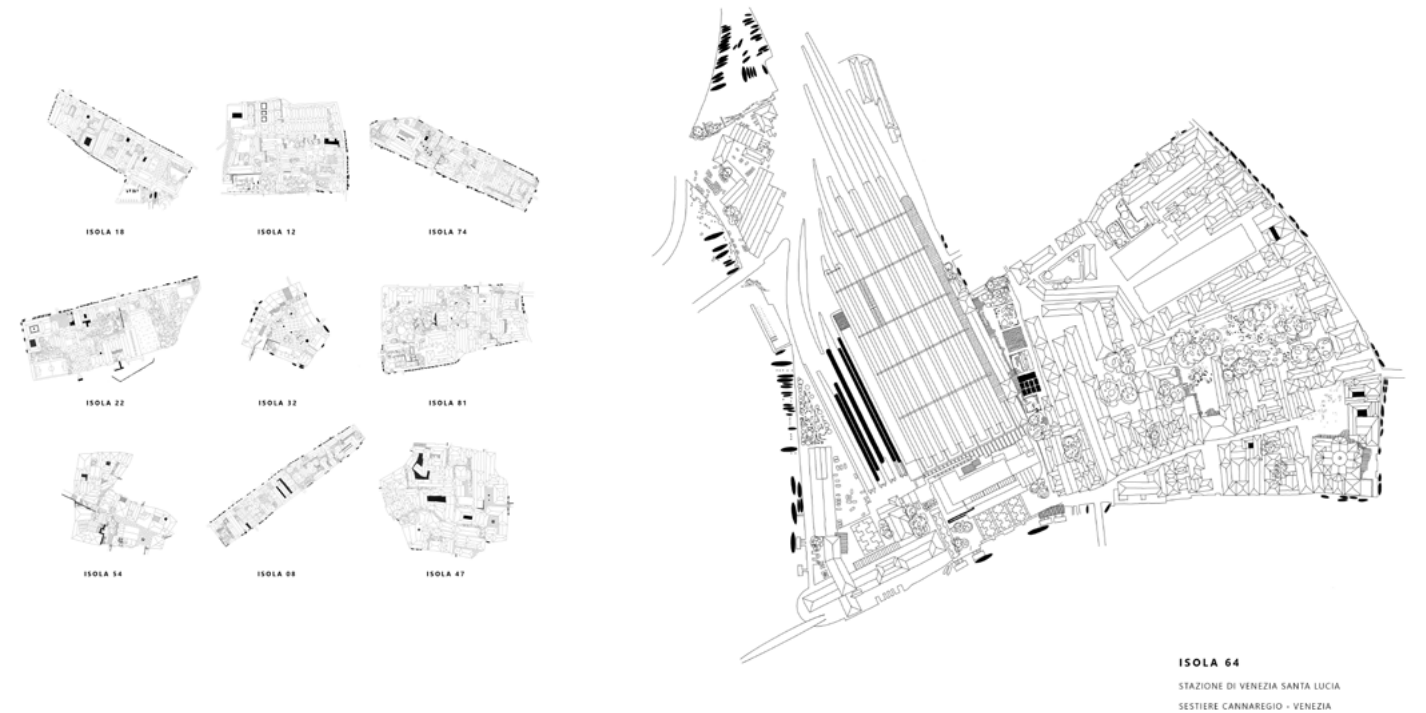 ISOLA 18
ISOLA 12
ISOLA 74
ISOLA 22
ISOLA 32
ISOLA 81
ISOLA 54
ISOLA 08
ISOLA 47
ISOLA 64
STAZIONE DI VENEZIA SANTA LUCIA
SESTIERE CANNAREGIO - VENEZIA